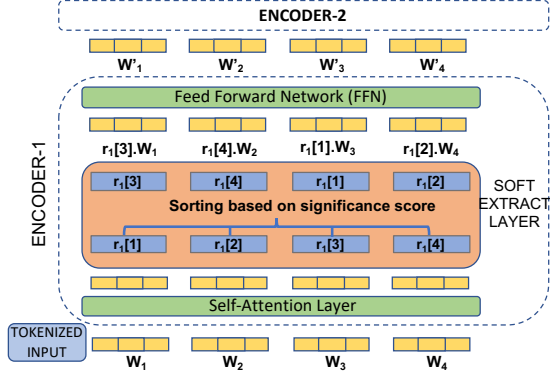 ENCODER-2
W'1 W'2 W'3 W'4
Feed Forward Network (FFN)
r1[3].W1 r1[4].W2 r1[1].W3 r1[2].W4
r1[3] r1[4] r1[1] r1[2]
Sorting based on significance score
r1[1] r1[2] r1[3] r1[4]
Self-Attention Layer
W1 W2 W3 W4
ENCODER-1
SOFT
EXTRACT
LAYER
TOKENIZED
INPUT